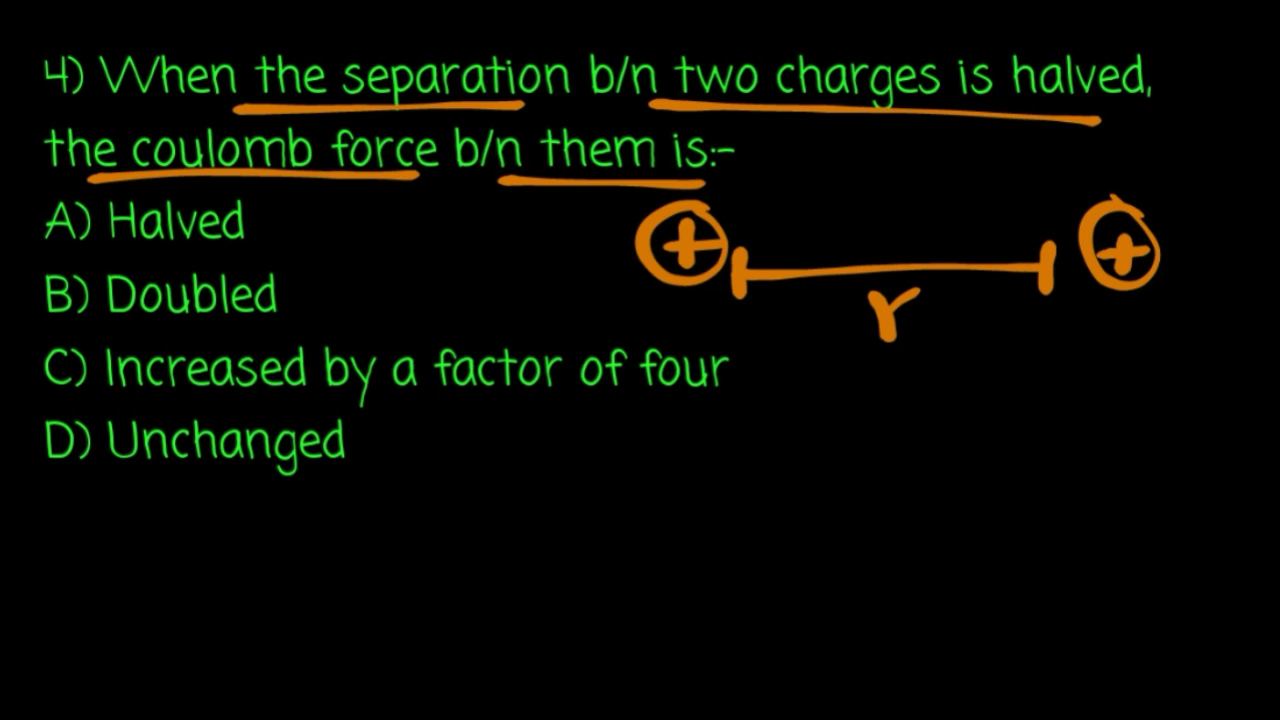 4) When the separation b/n two charges is halved,
the coulomb force b/n them is:-
A) Halved
B) Doubled
r
C) Increased by a factor of four
D) Unchanged